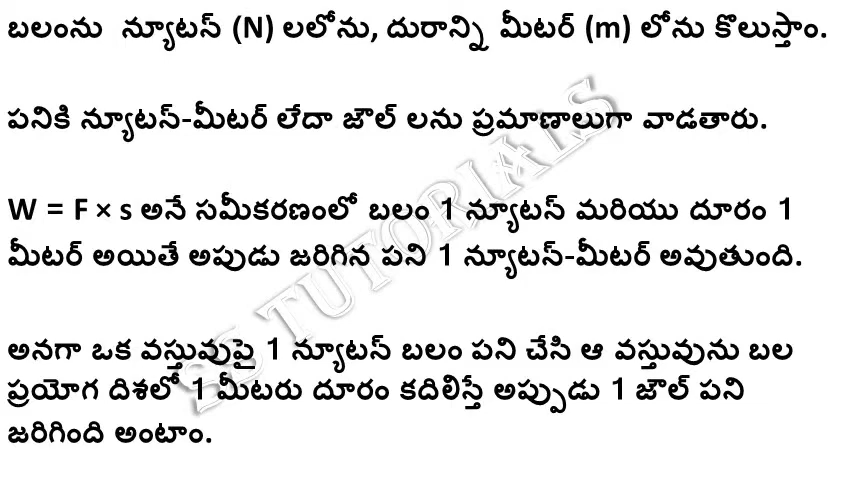 బలంను న్యూటన్ (N) లలోను, దురాన్ని మీటర్ (m) లోను కొలుస్తాం.
పనికి న్యూటన్-మీటర్ లేదా జౌల్ లను ప్రమాణాలుగా వాడతారు.
W = F × s అనే సమీకరణంలో బలం 1 న్యూటన్ మరియు దూరం 1
మీటర్ అయితే అపుడు జరిగిన పని 1 న్యూటన్-మీటర్ అవుతుంది.
అనగా ఒక వస్తువుపై 1 న్యూటన్ బలం పని చేసి ఆ వస్తువును బల
ప్రయోగ దిశలో 1 మీటరు దూరం కదిలిస్తే అప్పుడు 1 జౌల్ పని
జరిగింది అంటాం.
SS TUTORIALS